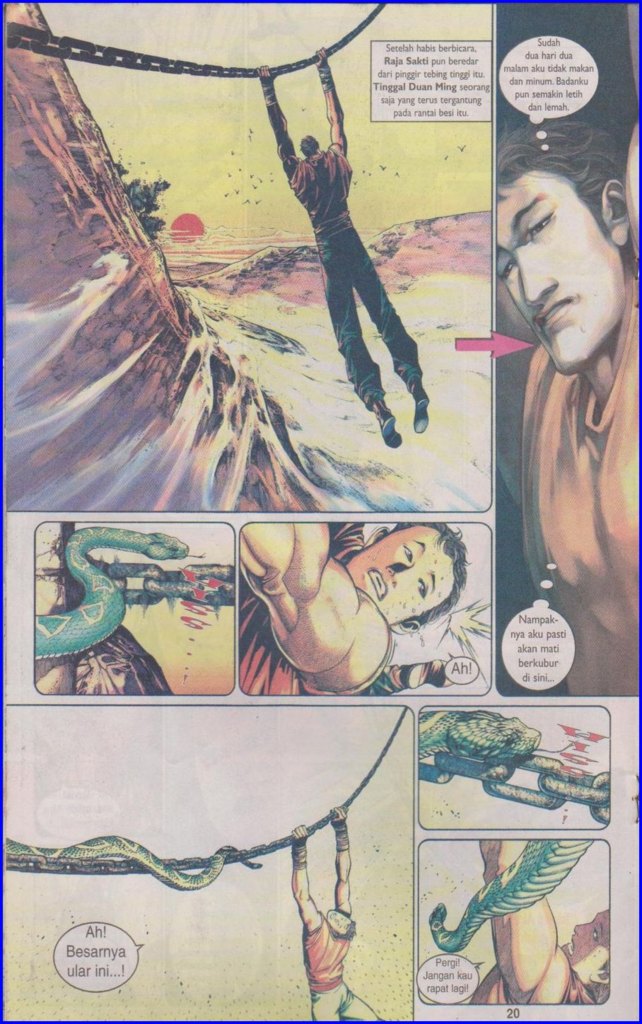 Setelah habis berbicara,
Raja Sakti pun beredar
dari pinggir tebing tinggi itu.
Tinggal Duan Ming seorang
saja yang terus tergantung
pada rantai besi itu.
Sudah
dua hari dua
malam aku tidak makan
dan minum. Badanku
pun semakin letih
dan lemah.
Nampak-
nya aku pasti
akan mati
berkubur
di sini...
Ah!
Ah!
Besarnya
ular ini...!
Pergi!
Jangan kau
rapat lagi!
20